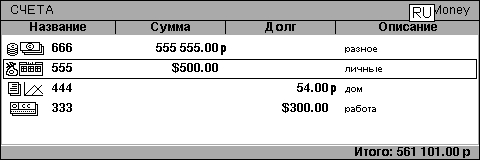 СЧЕТА RU Money
Название Сумма Долг Описание
666 555 555.00 р разное
555 $500.00 личные
444 54.00 р дом
333 $300.00 работа
Итого: 561 101.00 р